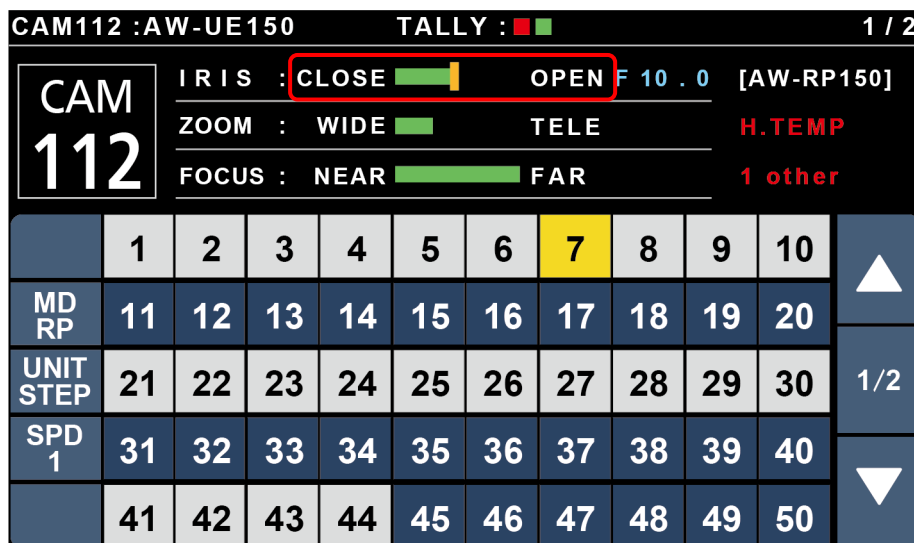 CAM112 :AW-UE150 TALLY : 1 / 2
CAM
112
IRIS : CLOSE OPEN F 10 . 0 [AW-RP150]
ZOOM : WIDE TELE H.TEMP
FOCUS : NEAR FAR 1 other
1 2 3 4 5 6 7 8 9 10
MD
RP
11 12 13 14 15 16 17 18 19 20
UNIT
STEP
21 22 23 24 25 26 27 28 29 30
1/2
SPD
1
31 32 33 34 35 36 37 38 39 40
41 42 43 44 45 46 47 48 49 50